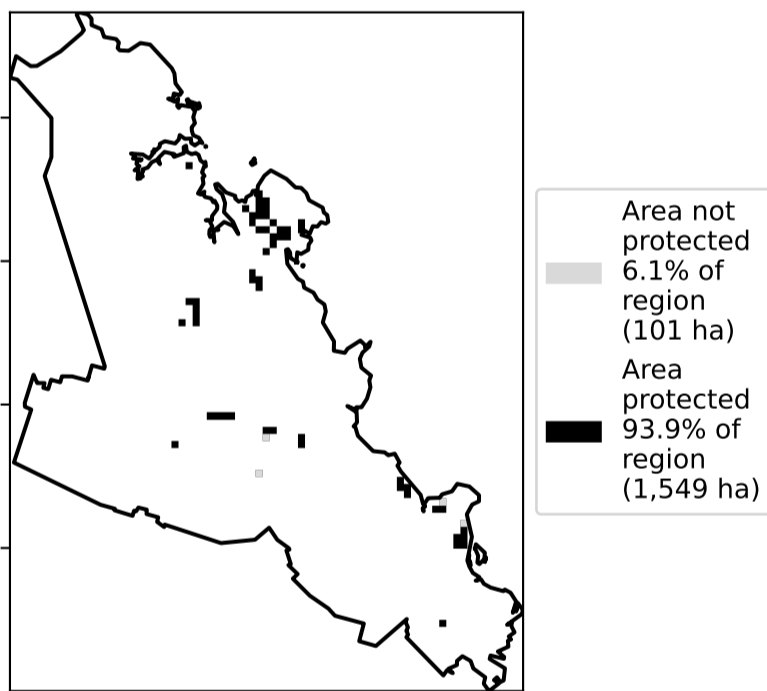 Area not
protected
6.1% of
region
(101 ha)
Area
protected
93.9% of
region
(1,549 ha)